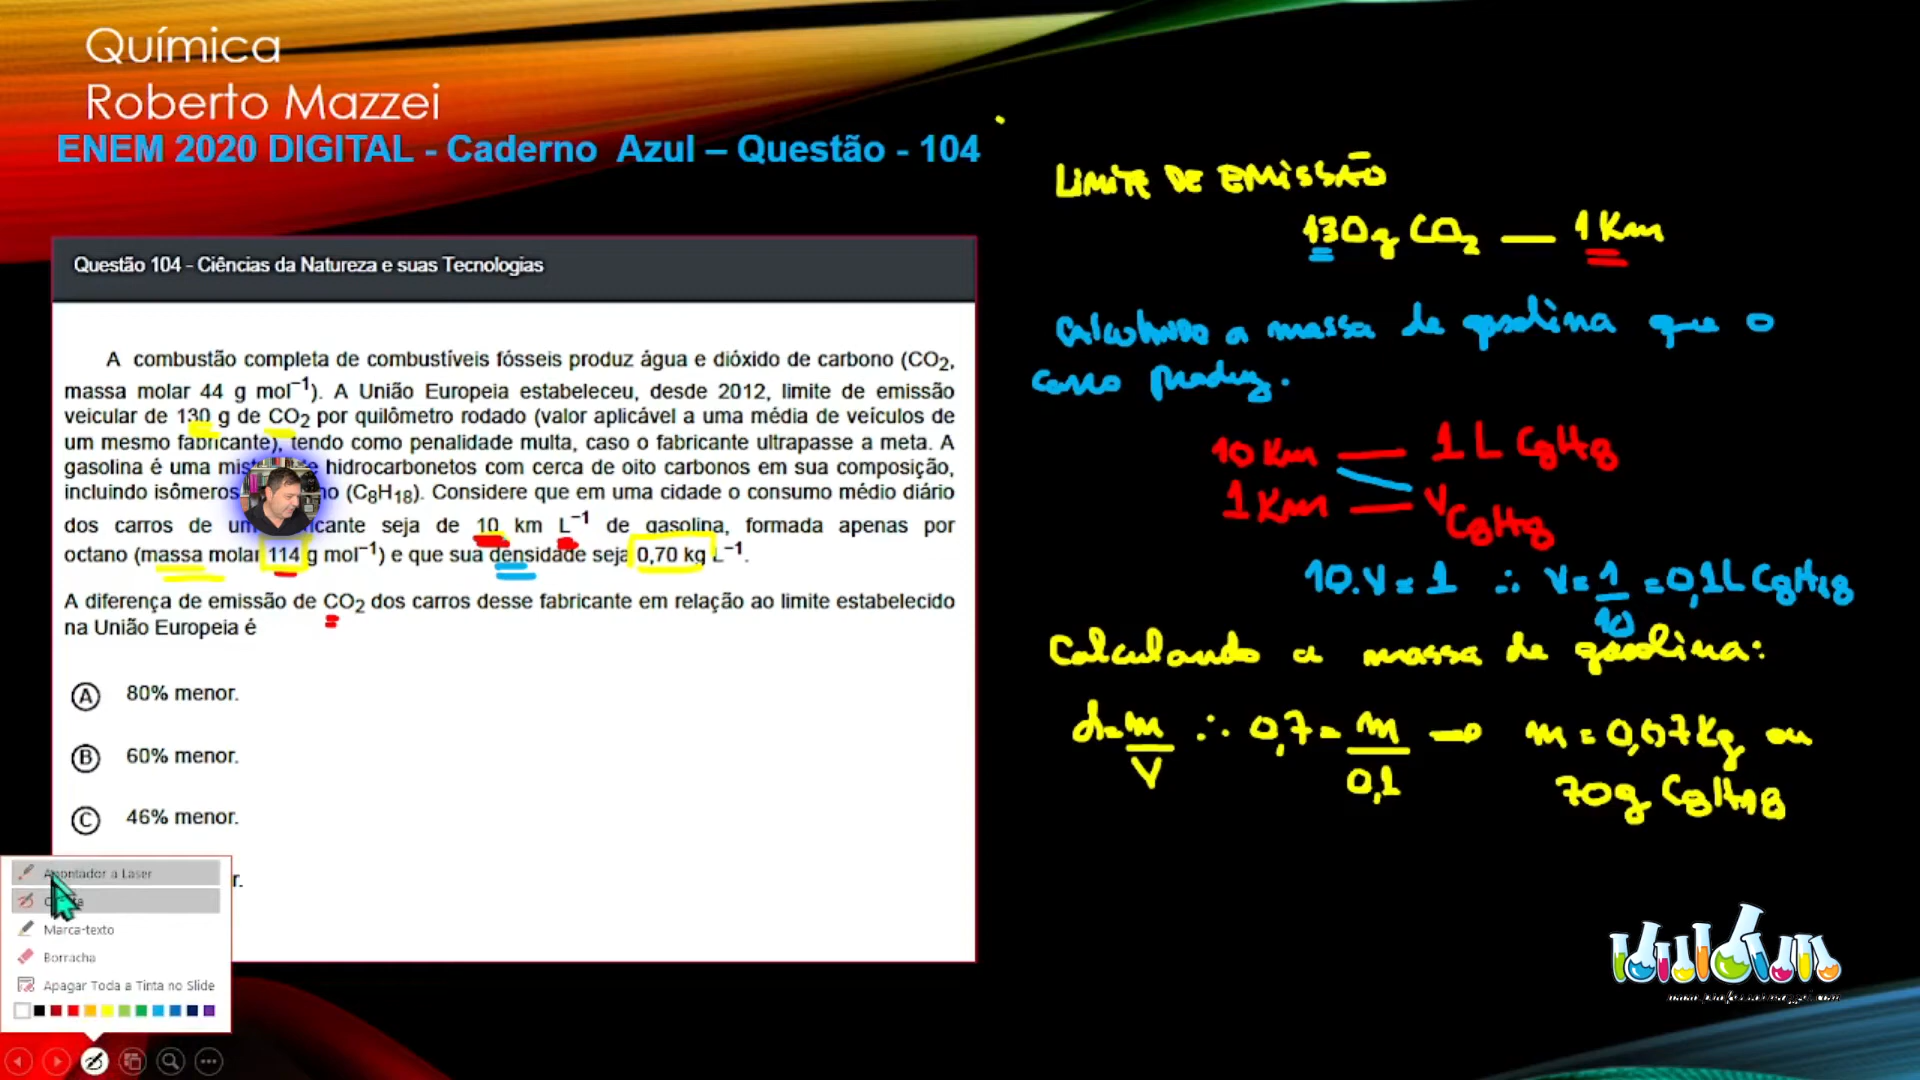 Química
Roberto Mazzei
ENEM 2020 DIGITAL - Caderno Azul – Questão - 104
Questão 104 - Ciências da Natureza e suas Tecnologias
A combustão completa de combustíveis fósseis produz água e dióxido de carbono (CO₂,
massa molar 44 g mol⁻¹). A União Europeia estabeleceu, desde 2012, limite de emissão
veicular de 130 g de CO₂ por quilômetro rodado (valor aplicável a uma média de veículos de
um mesmo fabricante), tendo como penalidade multa, caso o fabricante ultrapasse a meta. A
gasolina é uma hidrocarbonetos com cerca de oito carbonos em sua composição,
incluindo isômeros (C₈H₁₈). Considere que em uma cidade o consumo médio diário
dos carros de seja de 10 km L⁻¹ de gasolina, formada apenas por
octano (massa molar 114 g mol⁻¹) e que sua densidade seja 0,70 kg L⁻¹.
A diferença de emissão de CO₂ dos carros desse fabricante em relação ao limite estabelecido
na União Europeia é
A 80% menor.
B 60% menor.
C 46% menor.
r.
Apontador a Laser
Marca-texto
Borracha
Apagar Toda a Tinta no Slide
LIMITE DE EMISSÃO
130g CO₂ — 1 Km
Calculando a massa de gasolina que o
carro produz.
10 Km — 1 L C₈H₈
1 Km — V C₈H₈
10.V = 1 ∴ V = 1/10 = 0,1L C₈H₁₈
Calculando a massa de gasolina:
d = m/V ∴ 0,7 = m/0,1 → m = 0,07Kg ou
70g C₈H₁₈